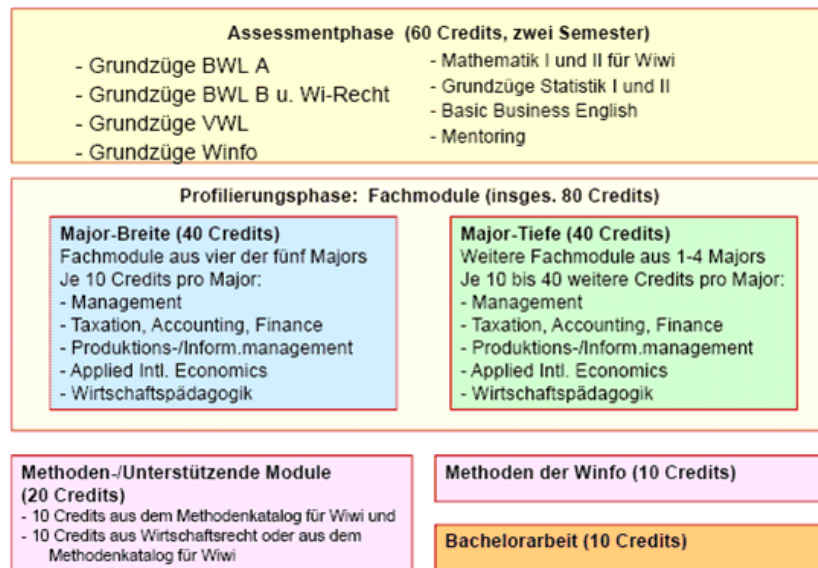 Assessmentphase (60 Credits, zwei Semester)
- Grundzüge BWL A
- Grundzüge BWL B u. Wi-Recht
- Grundzüge VWL
- Grundzüge Winfo
- Mathematik I und II für Wiwi
- Grundzüge Statistik I und II
- Basic Business English
- Mentoring
Profilierungsphase: Fachmodule (insges. 80 Credits)
Major-Breite (40 Credits)
Fachmodule aus vier der fünf Majors
Je 10 Credits pro Major:
- Management
- Taxation, Accounting, Finance
- Produktions-/Inform.management
- Applied Intl. Economics
- Wirtschaftspädagogik
Major-Tiefe (40 Credits)
Weitere Fachmodule aus 1-4 Majors
Je 10 bis 40 weitere Credits pro Major:
- Management
- Taxation, Accounting, Finance
- Produktions-/Inform.management
- Applied Intl. Economics
- Wirtschaftspädagogik
Methoden-/Unterstützende Module
(20 Credits)
- 10 Credits aus dem Methodenkatalog für Wiwi und
- 10 Credits aus Wirtschaftsrecht oder aus dem
Methodenkatalog für Wiwi
Methoden der Winfo (10 Credits)
Bachelorarbeit (10 Credits)